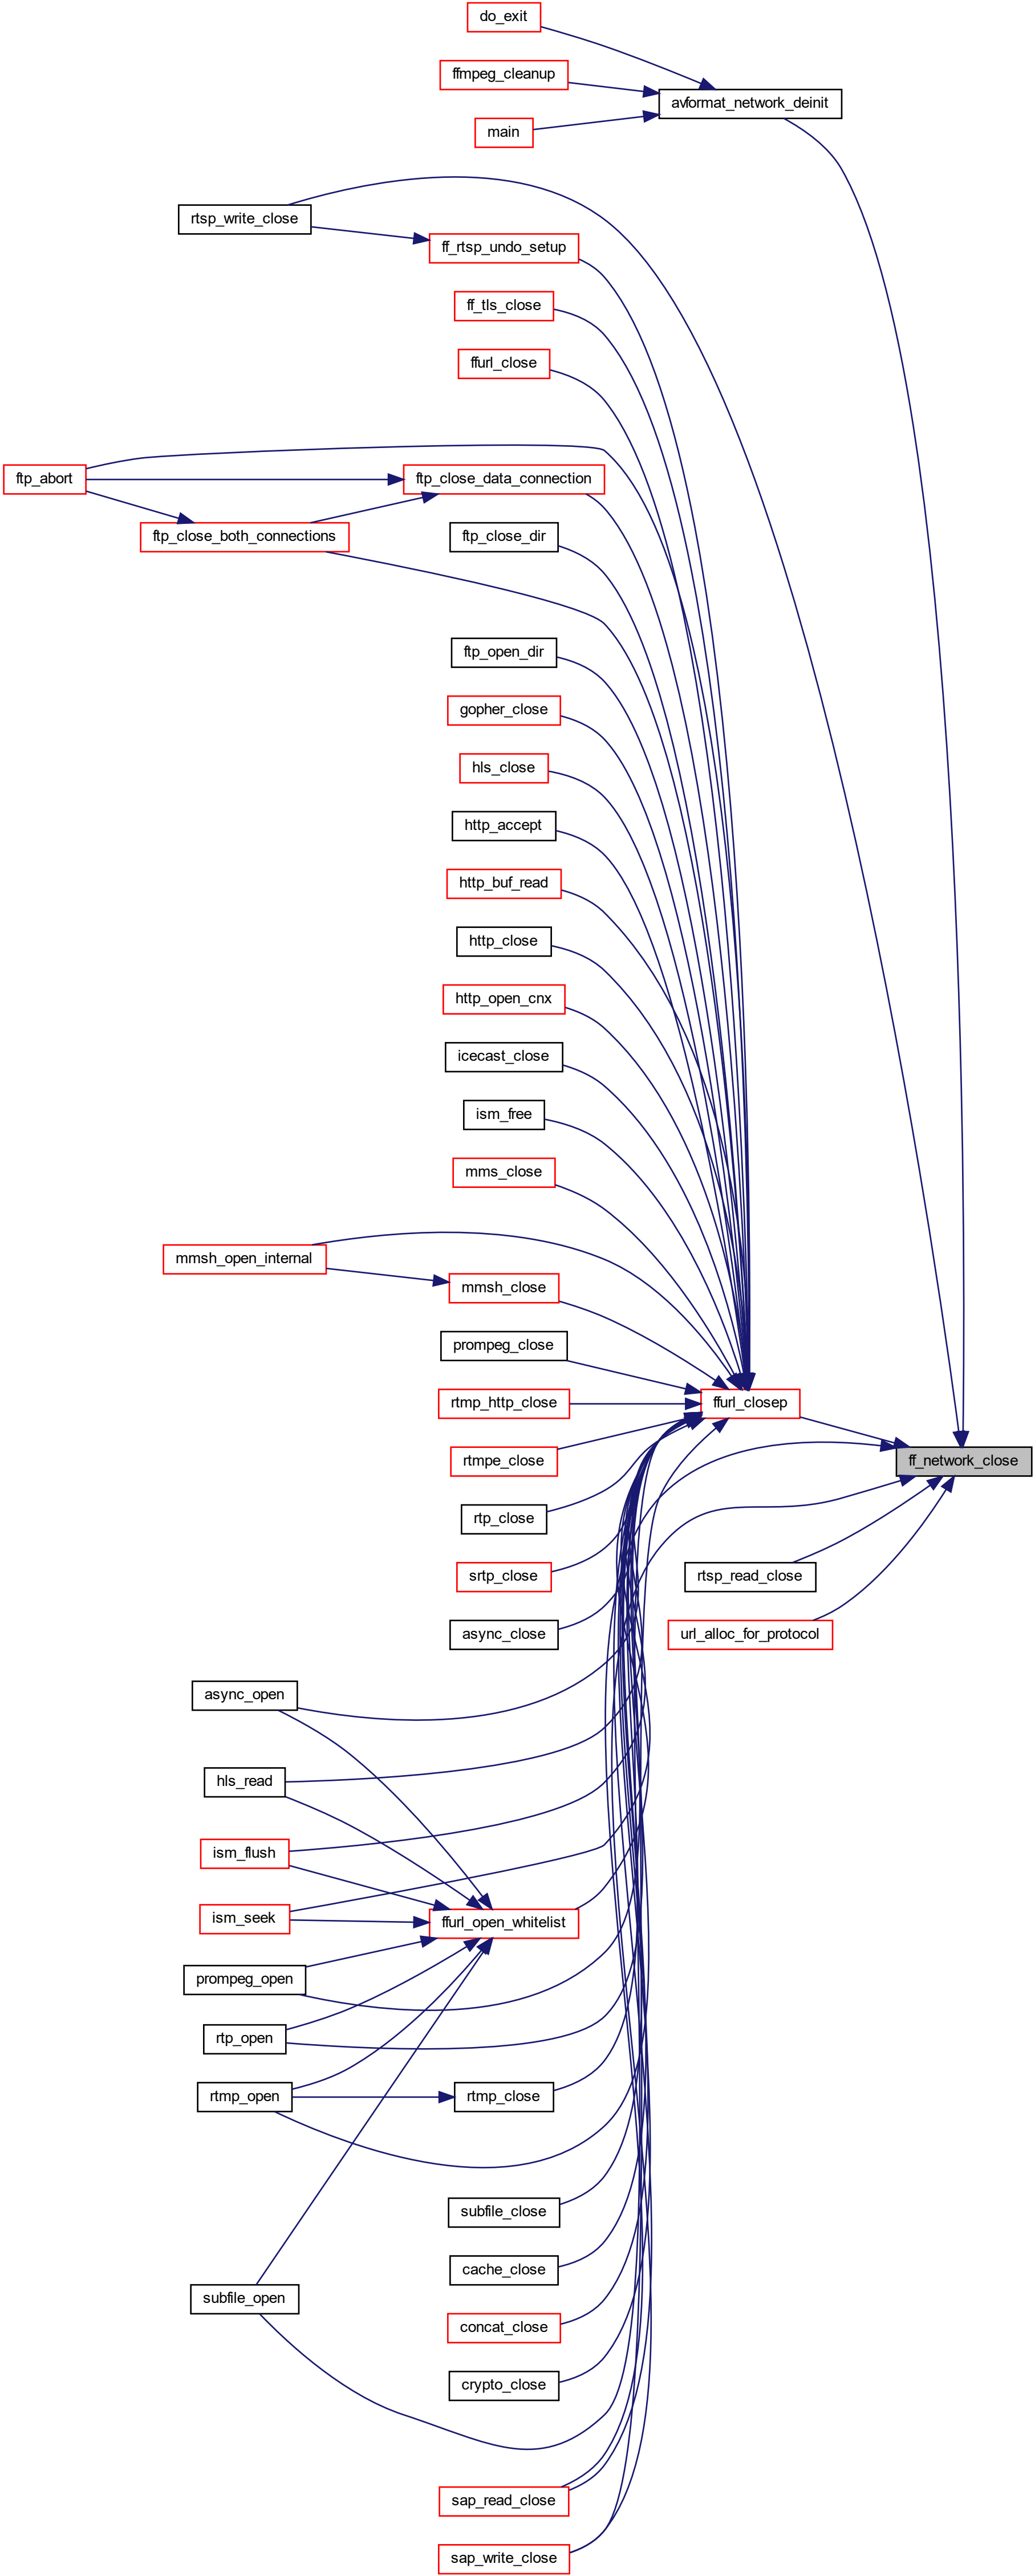 do_exit
ffmpeg_cleanup
avformat_network_deinit
main
rtsp_write_close
ff_rtsp_undo_setup
ff_tls_close
ffurl_close
ftp_abort
ftp_close_data_connection
ftp_close_both_connections
ftp_close_dir
ftp_open_dir
gopher_close
hls_close
http_accept
http_buf_read
http_close
http_open_cnx
icecast_close
ism_free
mms_close
mmsh_open_internal
mmsh_close
prompeg_close
rtmp_http_close
ffurl_closep
rtmpe_close
ff_network_close
rtp_close
srtp_close
rtsp_read_close
async_close
url_alloc_for_protocol
async_open
hls_read
ism_flush
ism_seek
ffurl_open_whitelist
prompeg_open
rtp_open
rtmp_open
rtmp_close
subfile_close
cache_close
subfile_open
concat_close
crypto_close
sap_read_close
sap_write_close